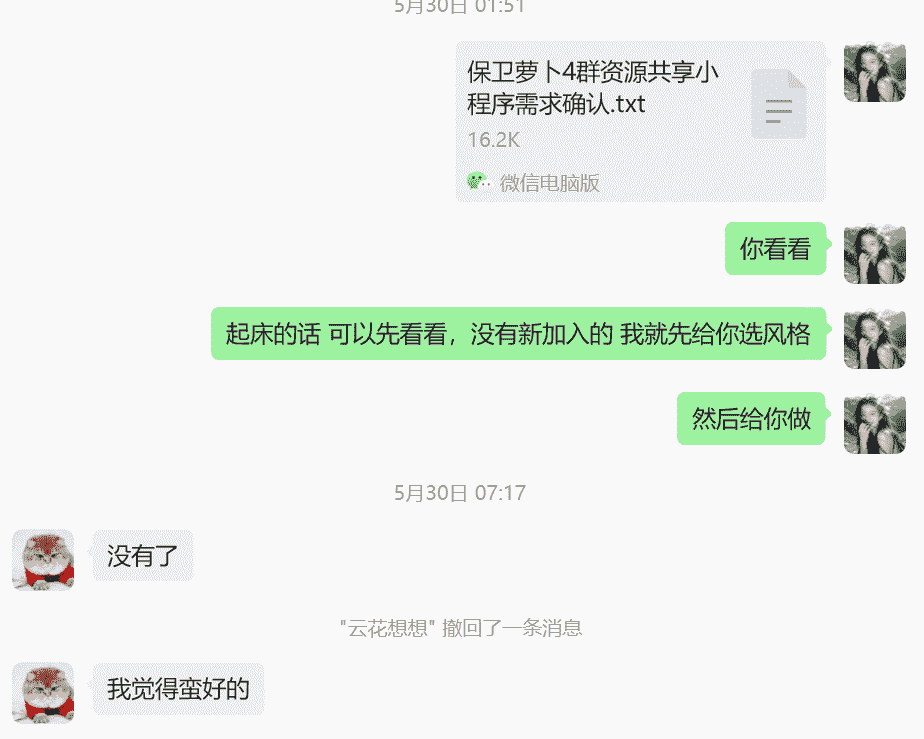 5月30日 01:51
保卫萝卜4群资源共享小
程序需求确认.txt
16.2K
微信电脑版
你看看
起床的话 可以先看看，没有新加入的 我就先给你选风格
然后给你做
5月30日 07:17
没有了
"云花想想" 撤回了一条消息
我觉得蛮好的